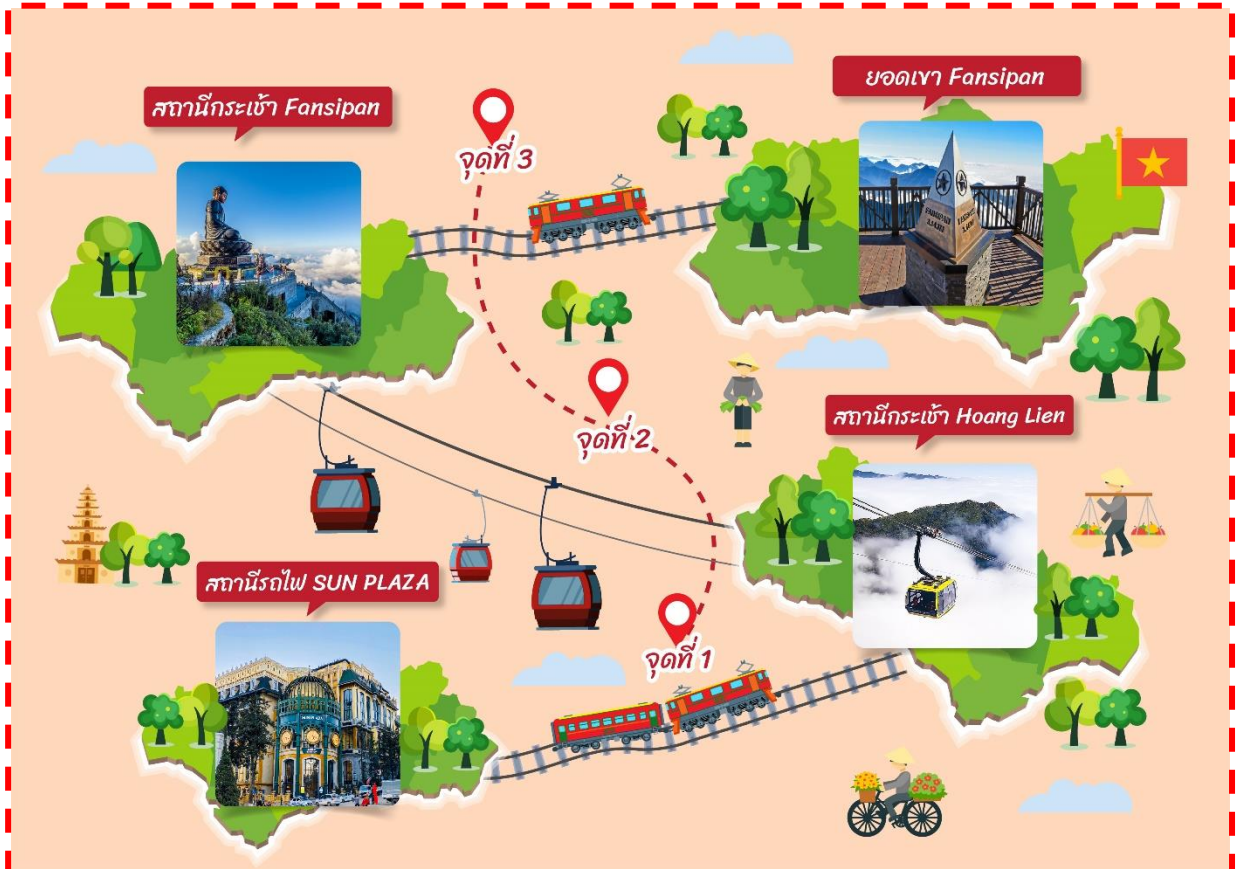 สถานีกระเช้า Fansipan
ยอดเขา Fansipan
จุดที่ 3
จุดที่ 2
สถานีกระเช้า Hoang Lien
สถานีรถไฟ SUN PLAZA
จุดที่ 1
FANSIPAN